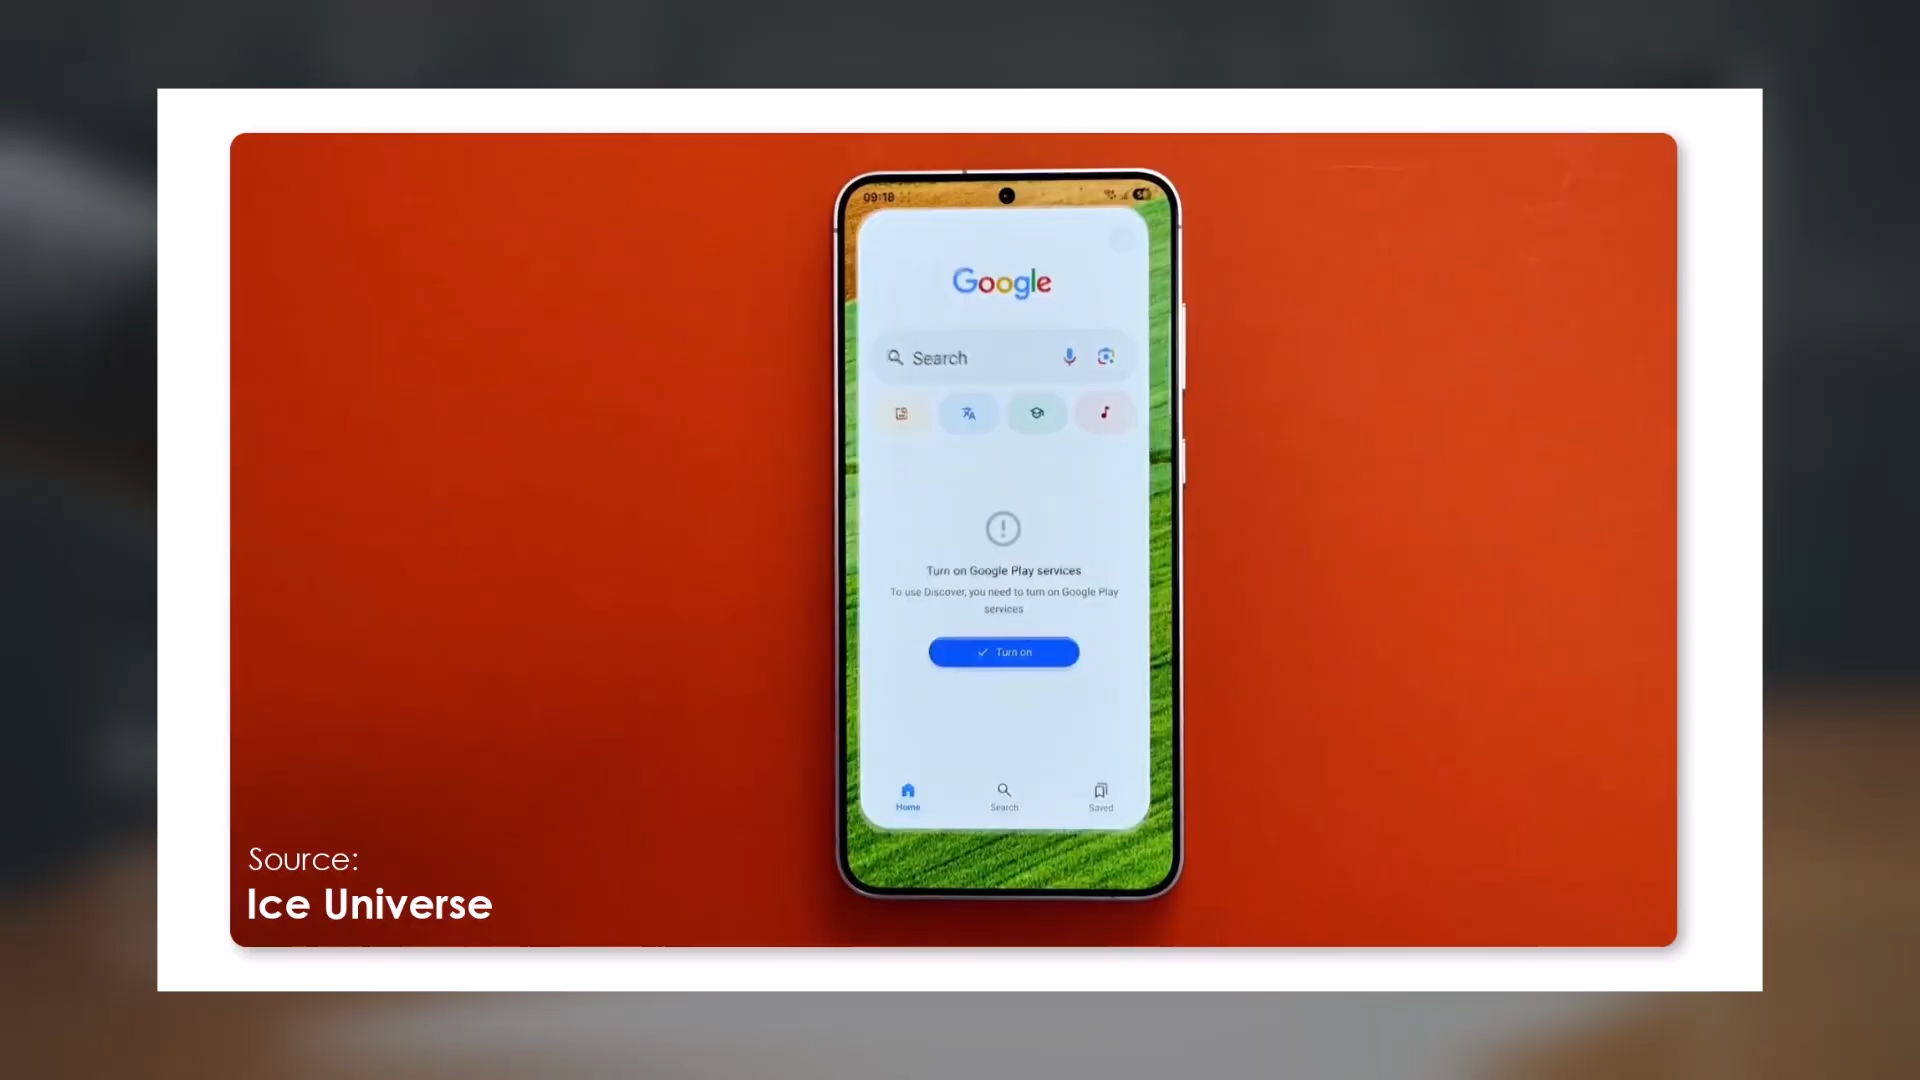 09:18
Google
Search
Turn on Google Play services
To use Discover, you need to turn on Google Play
services
Turn on
Home
Search
Saved
Source:
Ice Universe